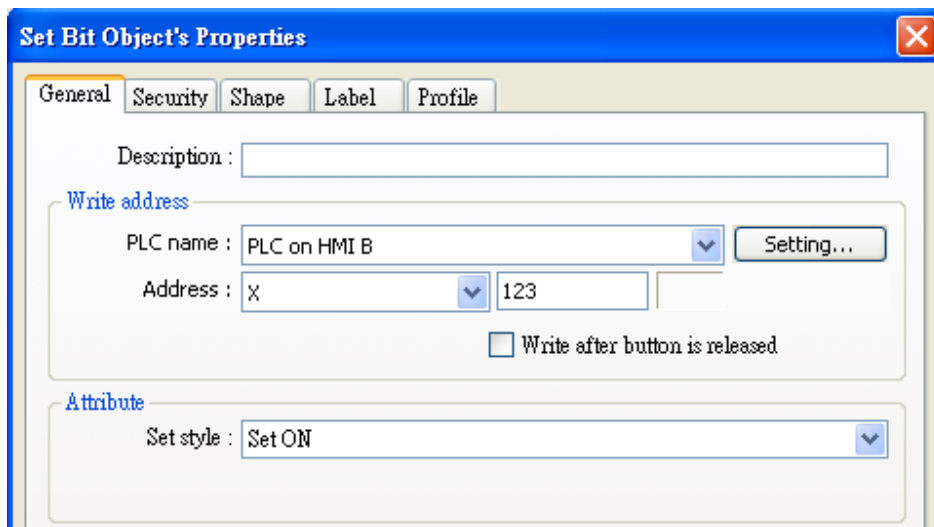 Set Bit Object's Properties
General Security Shape Label Profile
Description :
Write address
PLC name : PLC on HMI B Setting...
Address : X 123
Write after button is released
Attribute
Set style : Set ON